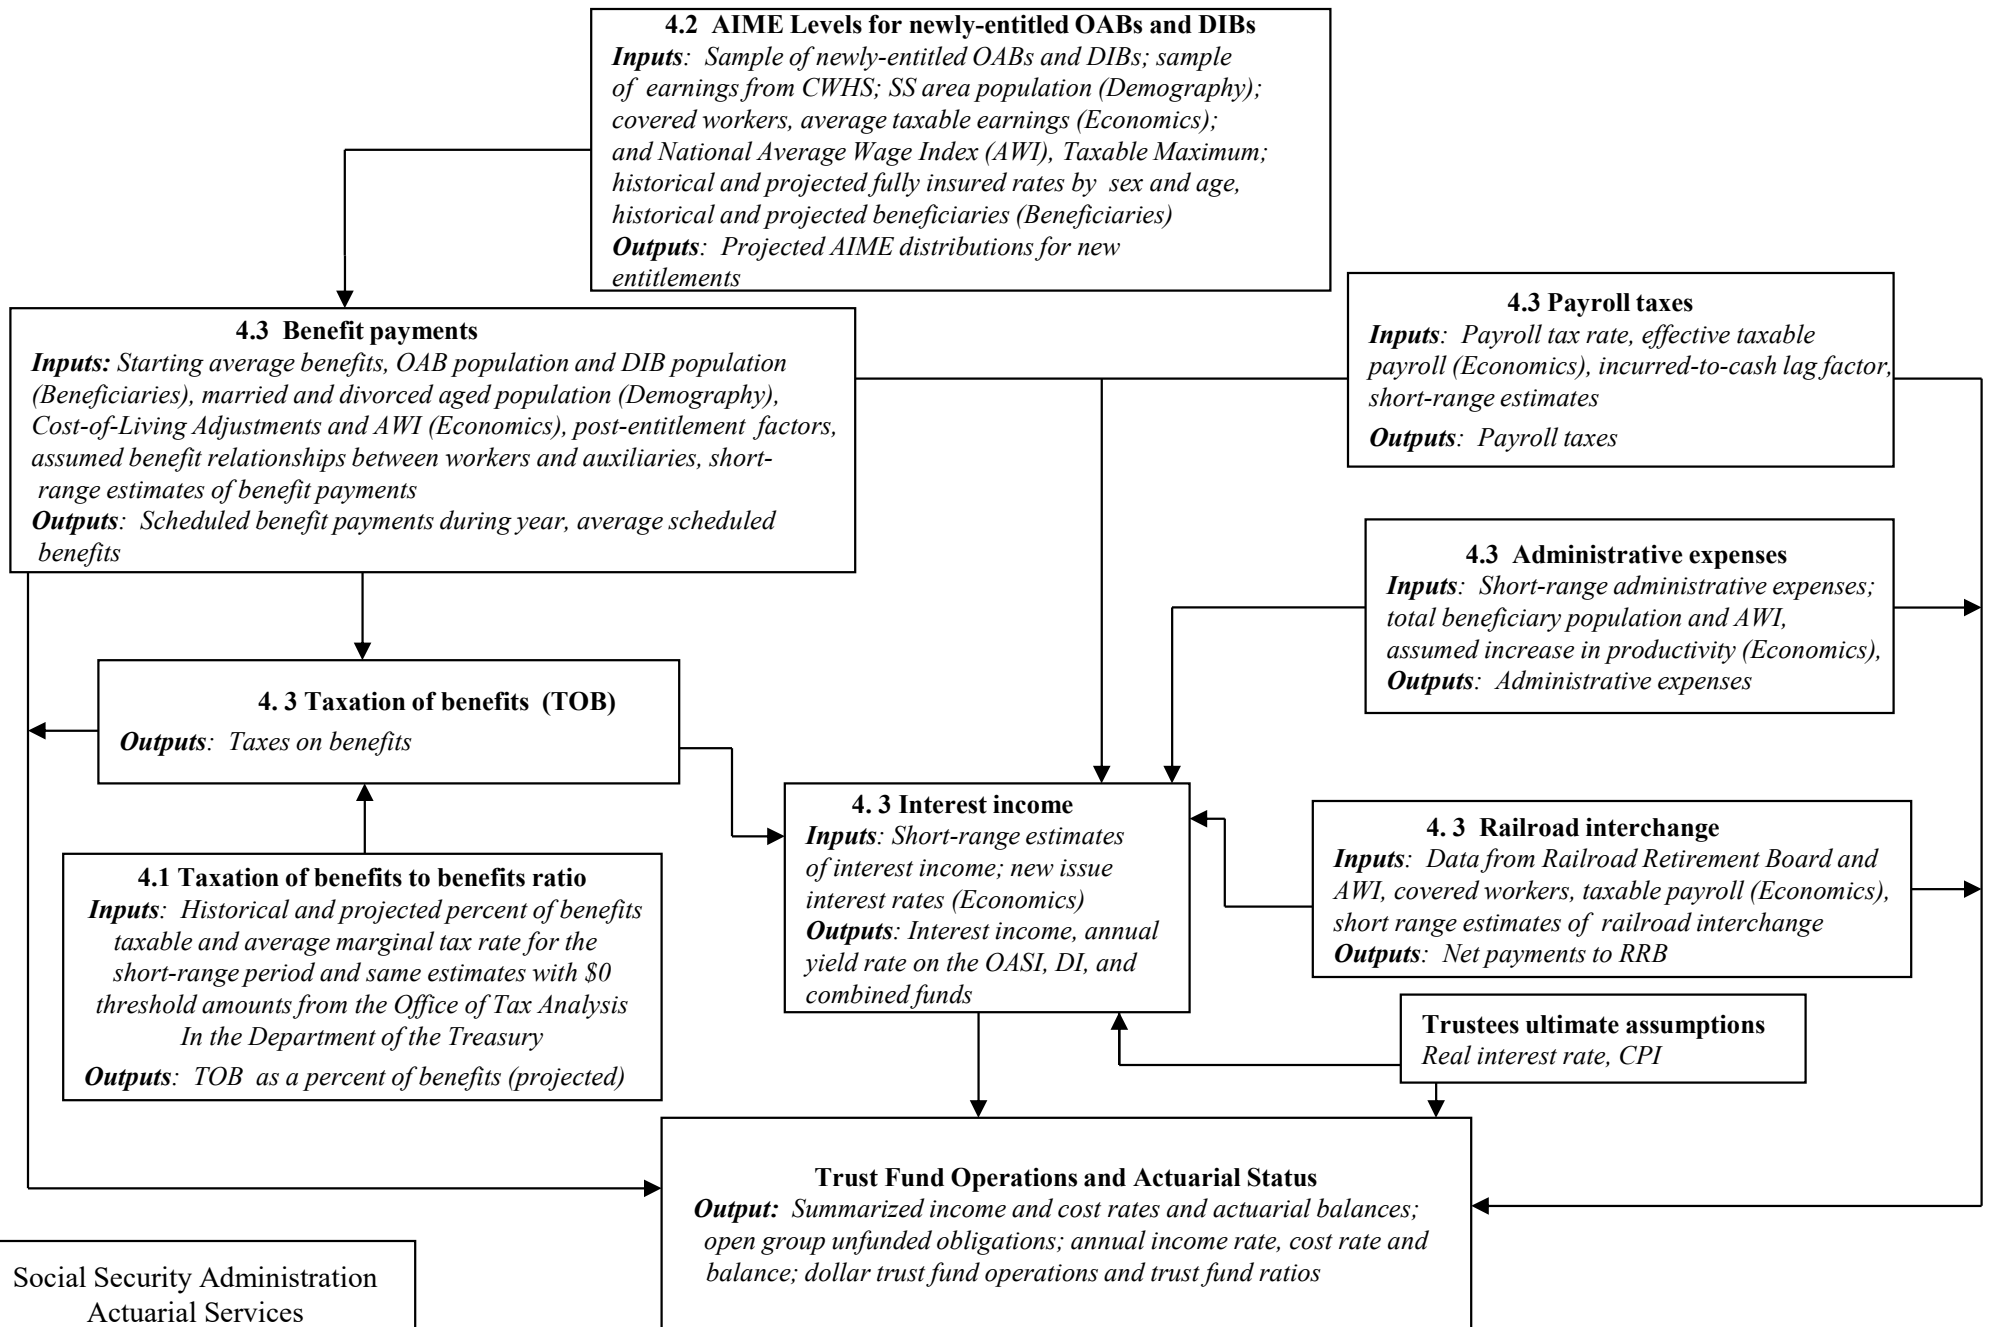 4.2 AIME Levels for newly-entitled OABs and DIBs
Inputs: Sample of newly-entitled OABs and DIBs; sample
of earnings from CWHS; SS area population (Demography);
covered workers, average taxable earnings (Economics);
and National Average Wage Index (AWI), Taxable Maximum;
historical and projected fully insured rates by sex and age,
historical and projected beneficiaries (Beneficiaries)
Outputs: Projected AIME distributions for new
entitlements
4.3 Benefit payments
Inputs: Starting average benefits, OAB population and DIB population
(Beneficiaries), married and divorced aged population (Demography),
Cost-of-Living Adjustments and AWI (Economics), post-entitlement factors,
assumed benefit relationships between workers and auxiliaries, short-
range estimates of benefit payments
Outputs: Scheduled benefit payments during year, average scheduled
benefits
4.3 Payroll taxes
Inputs: Payroll tax rate, effective taxable
payroll (Economics), incurred-to-cash lag factor,
short-range estimates
Outputs: Payroll taxes
4.3 Administrative expenses
Inputs: Short-range administrative expenses;
total beneficiary population and AWI,
assumed increase in productivity (Economics),
Outputs: Administrative expenses
4. 3 Taxation of benefits (TOB)
Outputs: Taxes on benefits
4. 3 Interest income
Inputs: Short-range estimates
of interest income; new issue
interest rates (Economics)
Outputs: Interest income, annual
yield rate on the OASI, DI, and
combined funds
4. 3 Railroad interchange
Inputs: Data from Railroad Retirement Board and
AWI, covered workers, taxable payroll (Economics),
short range estimates of railroad interchange
Outputs: Net payments to RRB
4.1 Taxation of benefits to benefits ratio
Inputs: Historical and projected percent of benefits
taxable and average marginal tax rate for the
short-range period and same estimates with $0
threshold amounts from the Office of Tax Analysis
In the Department of the Treasury
Outputs: TOB as a percent of benefits (projected)
Trustees ultimate assumptions
Real interest rate, CPI
Trust Fund Operations and Actuarial Status
Output: Summarized income and cost rates and actuarial balances;
open group unfunded obligations; annual income rate, cost rate and
balance; dollar trust fund operations and trust fund ratios
Social Security Administration
Actuarial Services